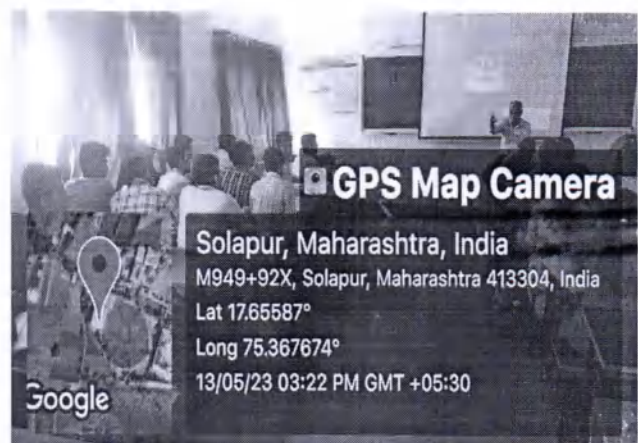 GPS Map Camera
Solapur, Maharashtra, India
M949+92X, Solapur, Maharashtra 413304, India
Lat 17.65587°
Long 75.367674°
13/05/23 03:22 PM GMT +05:30
Google